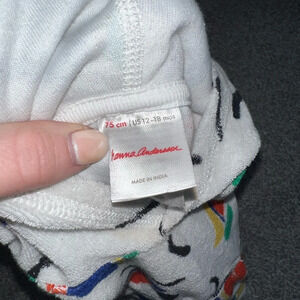 75 cm | US 12-18 mos
hanna andersson
MADE IN INDIA